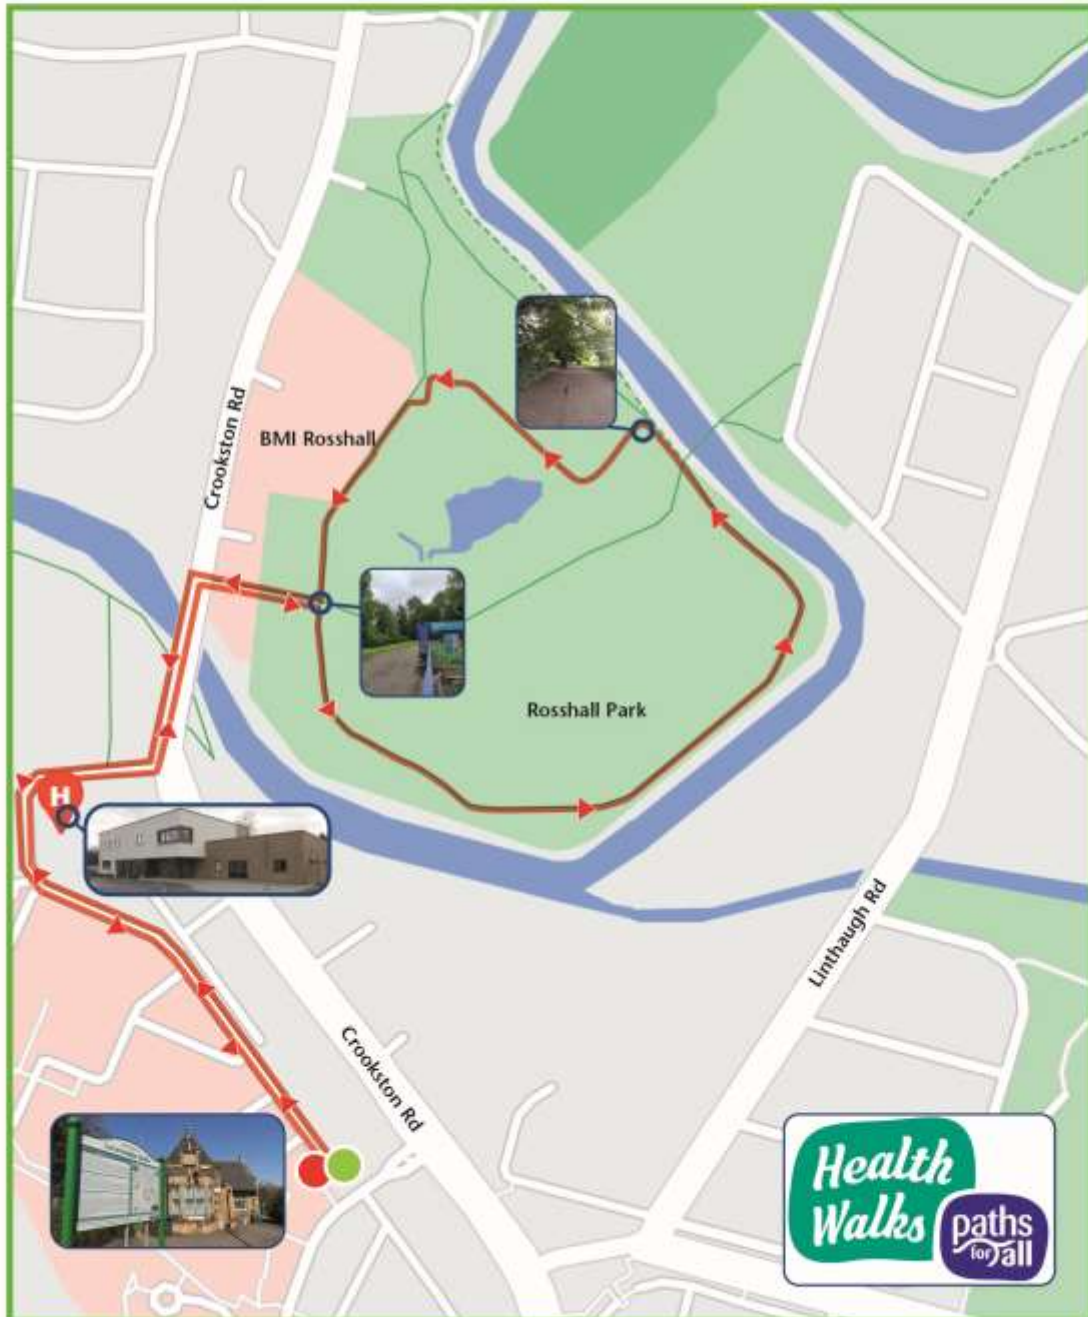 Crookston Rd
BMI Rosshall
Rosshall Park
H
Linthaugh Rd
Crookston Rd
Health
Walks
paths
for all